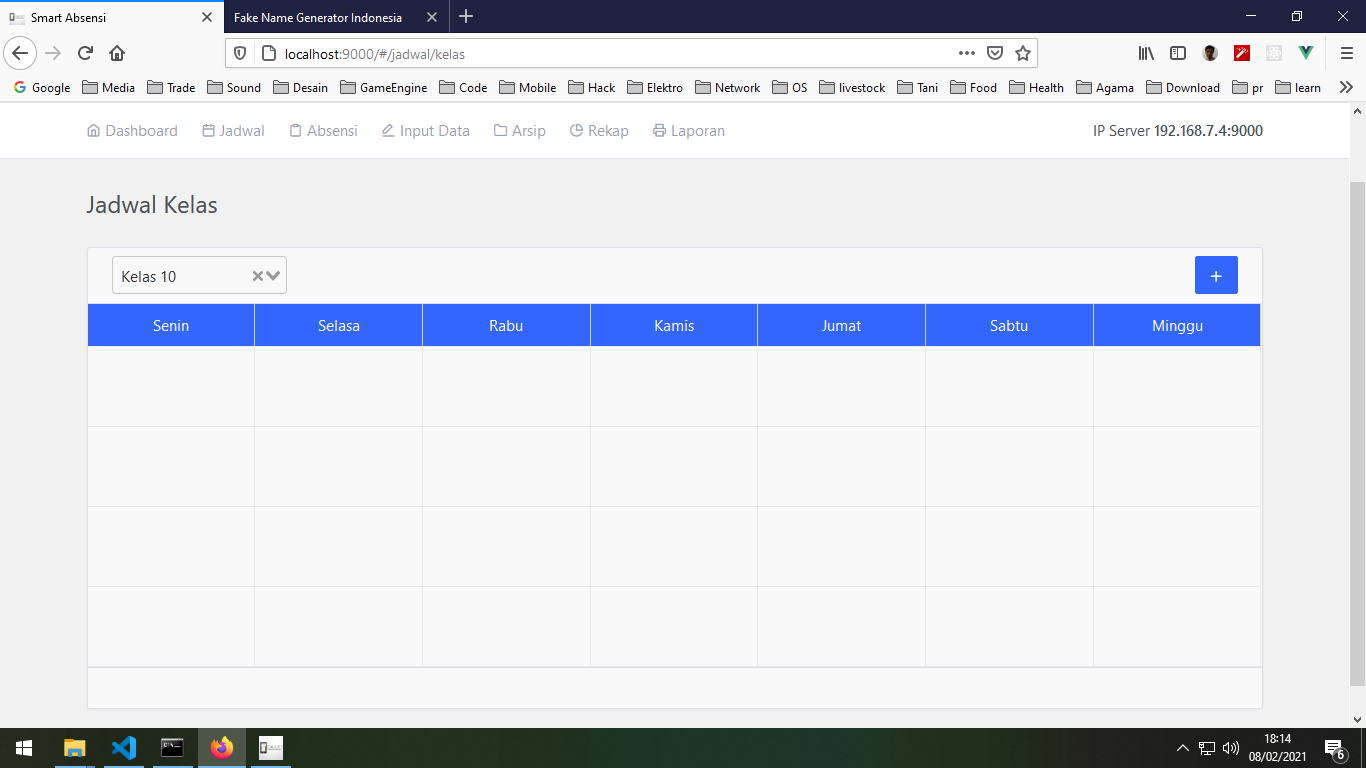 Smart Absensi
Fake Name Generator Indonesia
localhost:9000/#/jadwal/kelas
Google Media Trade Sound Desain GameEngine Code Mobile Hack Elektro Network OS livestock Tani Food Health Agama Download pr learn
Dashboard Jadwal Absensi Input Data Arsip Rekap Laporan IP Server 192.168.7.4:9000
Jadwal Kelas
Kelas 10
Senin Selasa Rabu Kamis Jumat Sabtu Minggu
18:14
08/02/2021
6